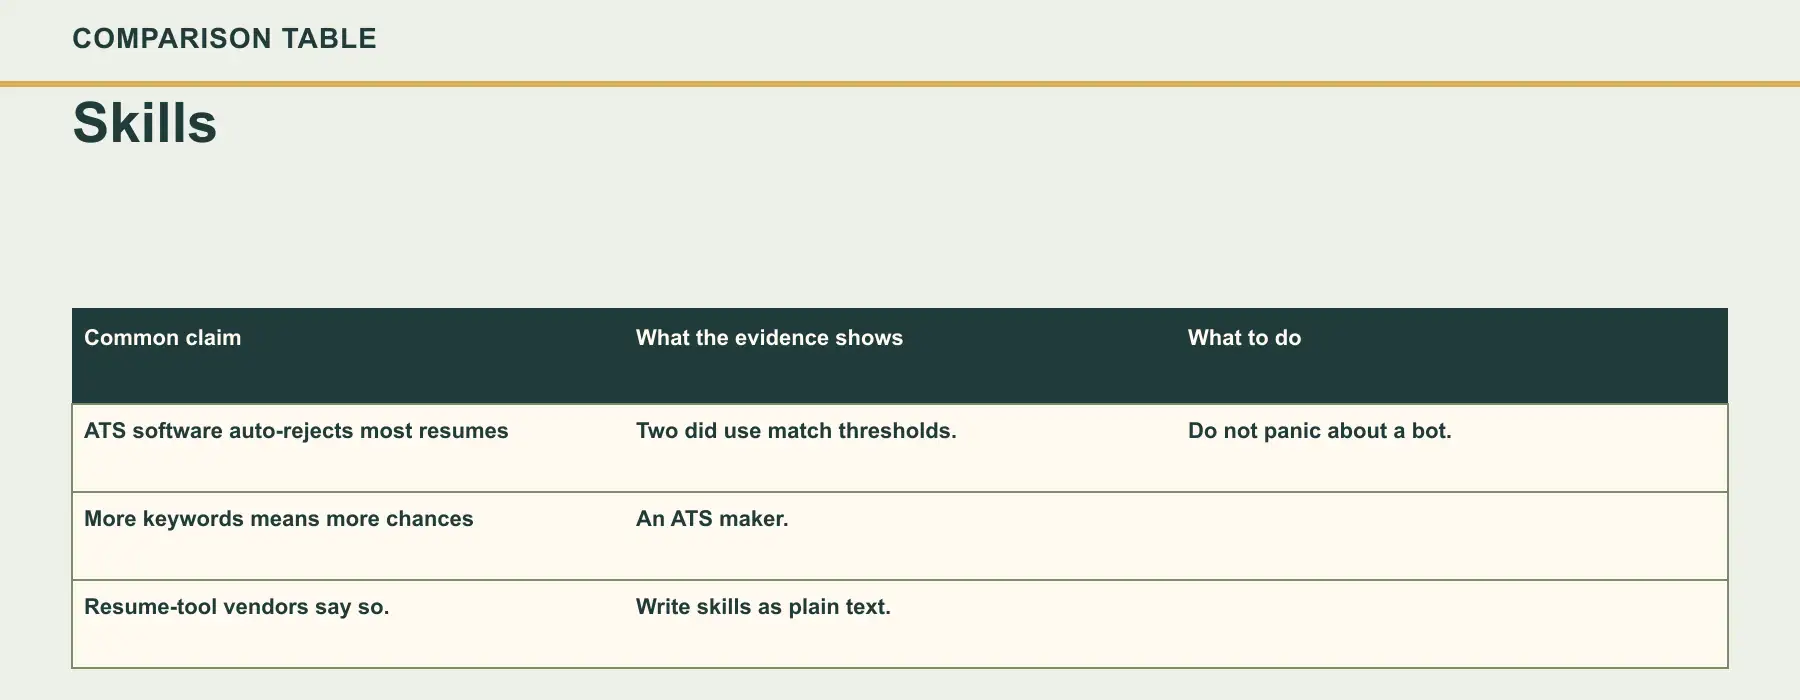 COMPARISON TABLE
Skills
Common claim What the evidence shows What to do
ATS software auto-rejects most resumes Two did use match thresholds. Do not panic about a bot.
More keywords means more chances An ATS maker.
Resume-tool vendors say so. Write skills as plain text.